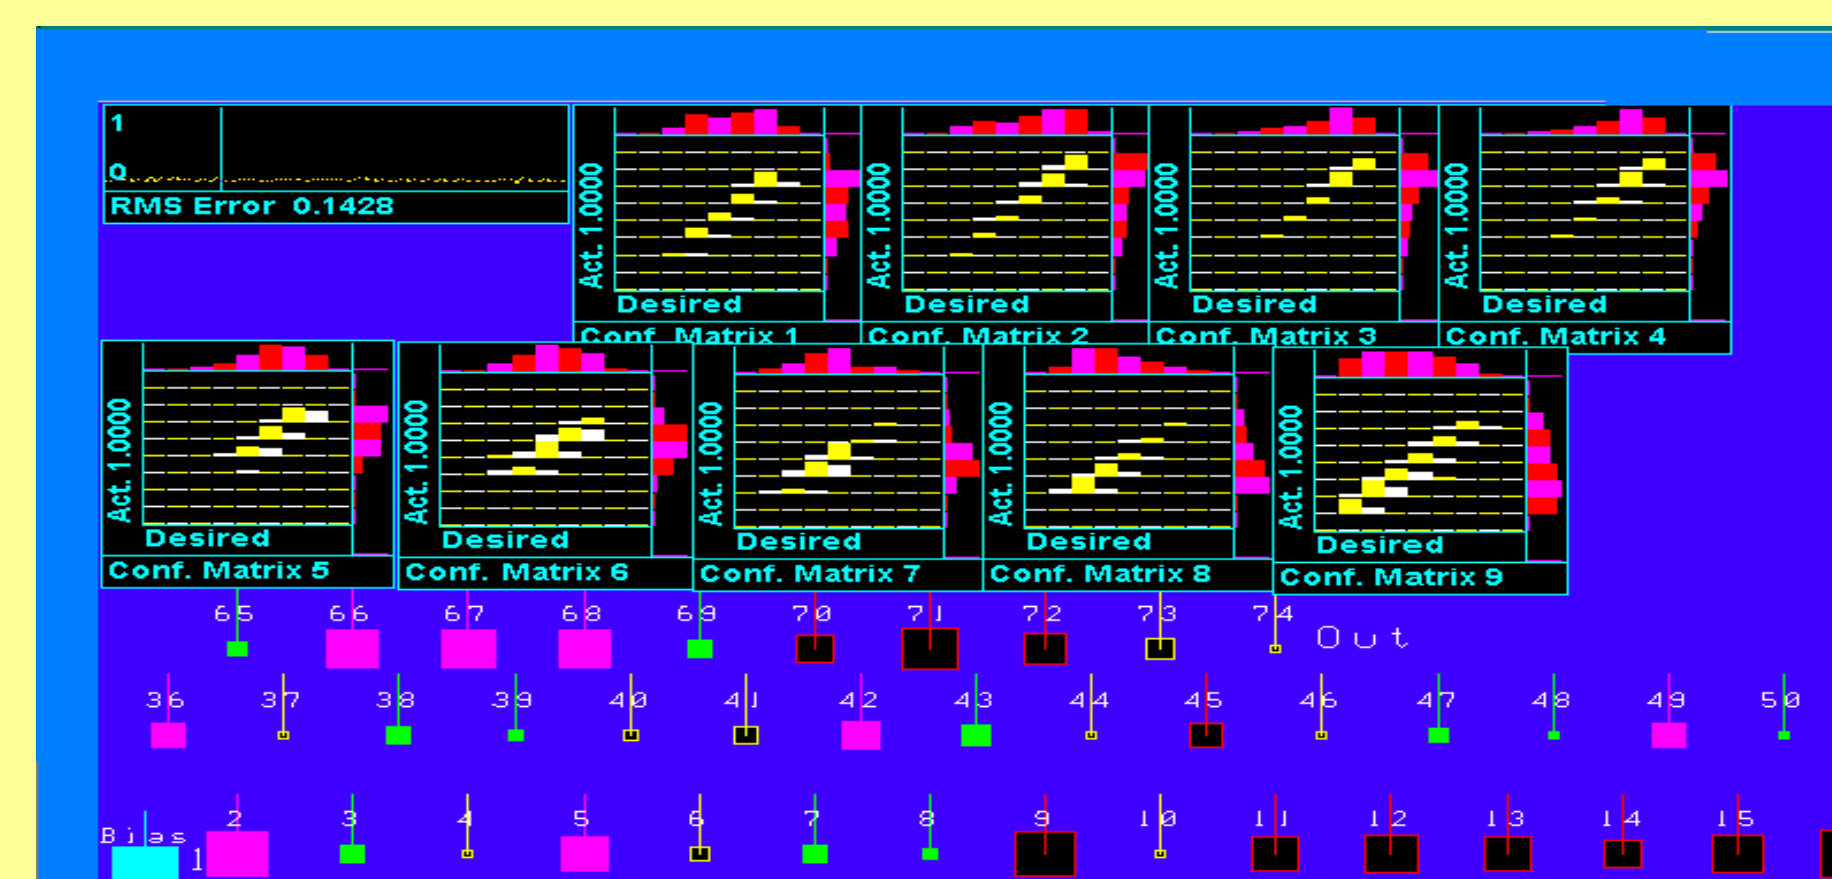 1
0
RMS Error 0.1428
Act. 1.0000
Desired
Conf. Matrix 1
Act. 1.0000
Desired
Conf. Matrix 2
Act. 1.0000
Desired
Conf. Matrix 3
Act. 1.0000
Desired
Conf. Matrix 4
Act. 1.0000
Desired
Conf. Matrix 5
Act. 1.0000
Desired
Conf. Matrix 6
Act. 1.0000
Desired
Conf. Matrix 7
Act. 1.0000
Desired
Conf. Matrix 8
Act. 1.0000
Desired
Conf. Matrix 9
65 66 67 68 69 70 71 72 73 74 Out
36 37 38 39 40 41 42 43 44 45 46 47 48 49 50
Bias 1 2 3 4 5 6 7 8 9 10 11 12 13 14 15